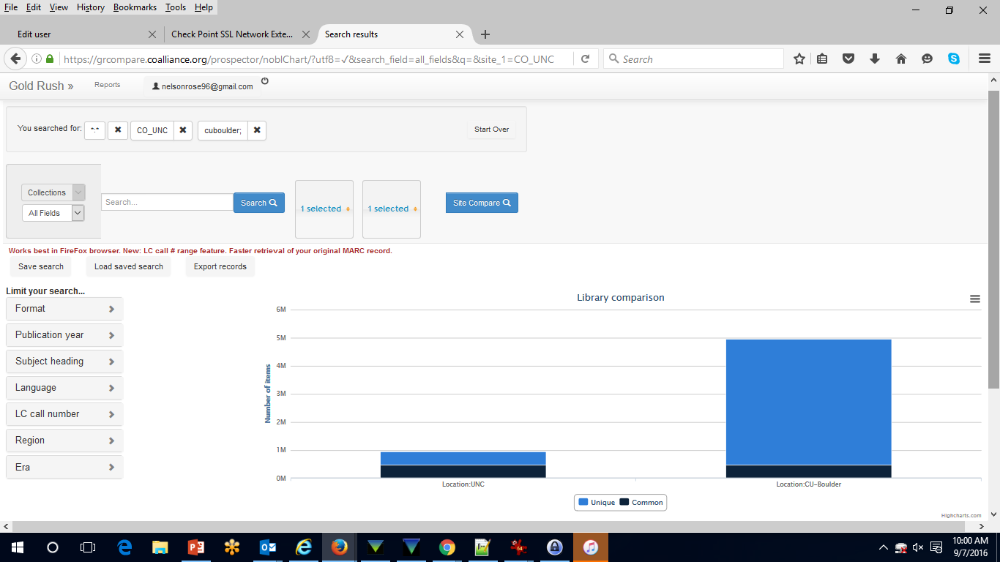 File Edit View History Bookmarks Tools Help
Edit user
Check Point SSL Network Exte...
Search results
https://grcompare.coalliance.org/prospector/noblChart/?utf8=✓&search_field=all_fields&q=&site_1=CO_UNC
Search
Gold Rush »
Reports
nelsonrose96@gmail.com
You searched for:
*:*
CO_UNC
cuboulder;
Start Over
Collections
All Fields
Search...
Search
1 selected
1 selected
Site Compare
Works best in FireFox browser. New: LC call # range feature. Faster retrieval of your original MARC record.
Save search
Load saved search
Export records
Limit your search...
Format
Publication year
Subject heading
Language
LC call number
Region
Era
Library comparison
Number of items
6M
5M
4M
3M
2M
1M
0M
Location:UNC
Location:CU-Boulder
Unique
Common
Highcharts.com
10:00 AM
9/7/2016